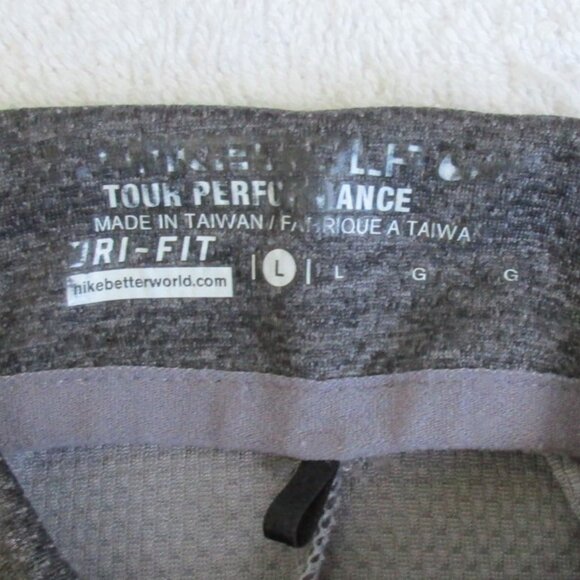 TOUR PERFORMANCE
MADE IN TAIWAN / FABRIQUE A TAIWA
DRI-FIT
|L| L G G
nikebetterworld.com